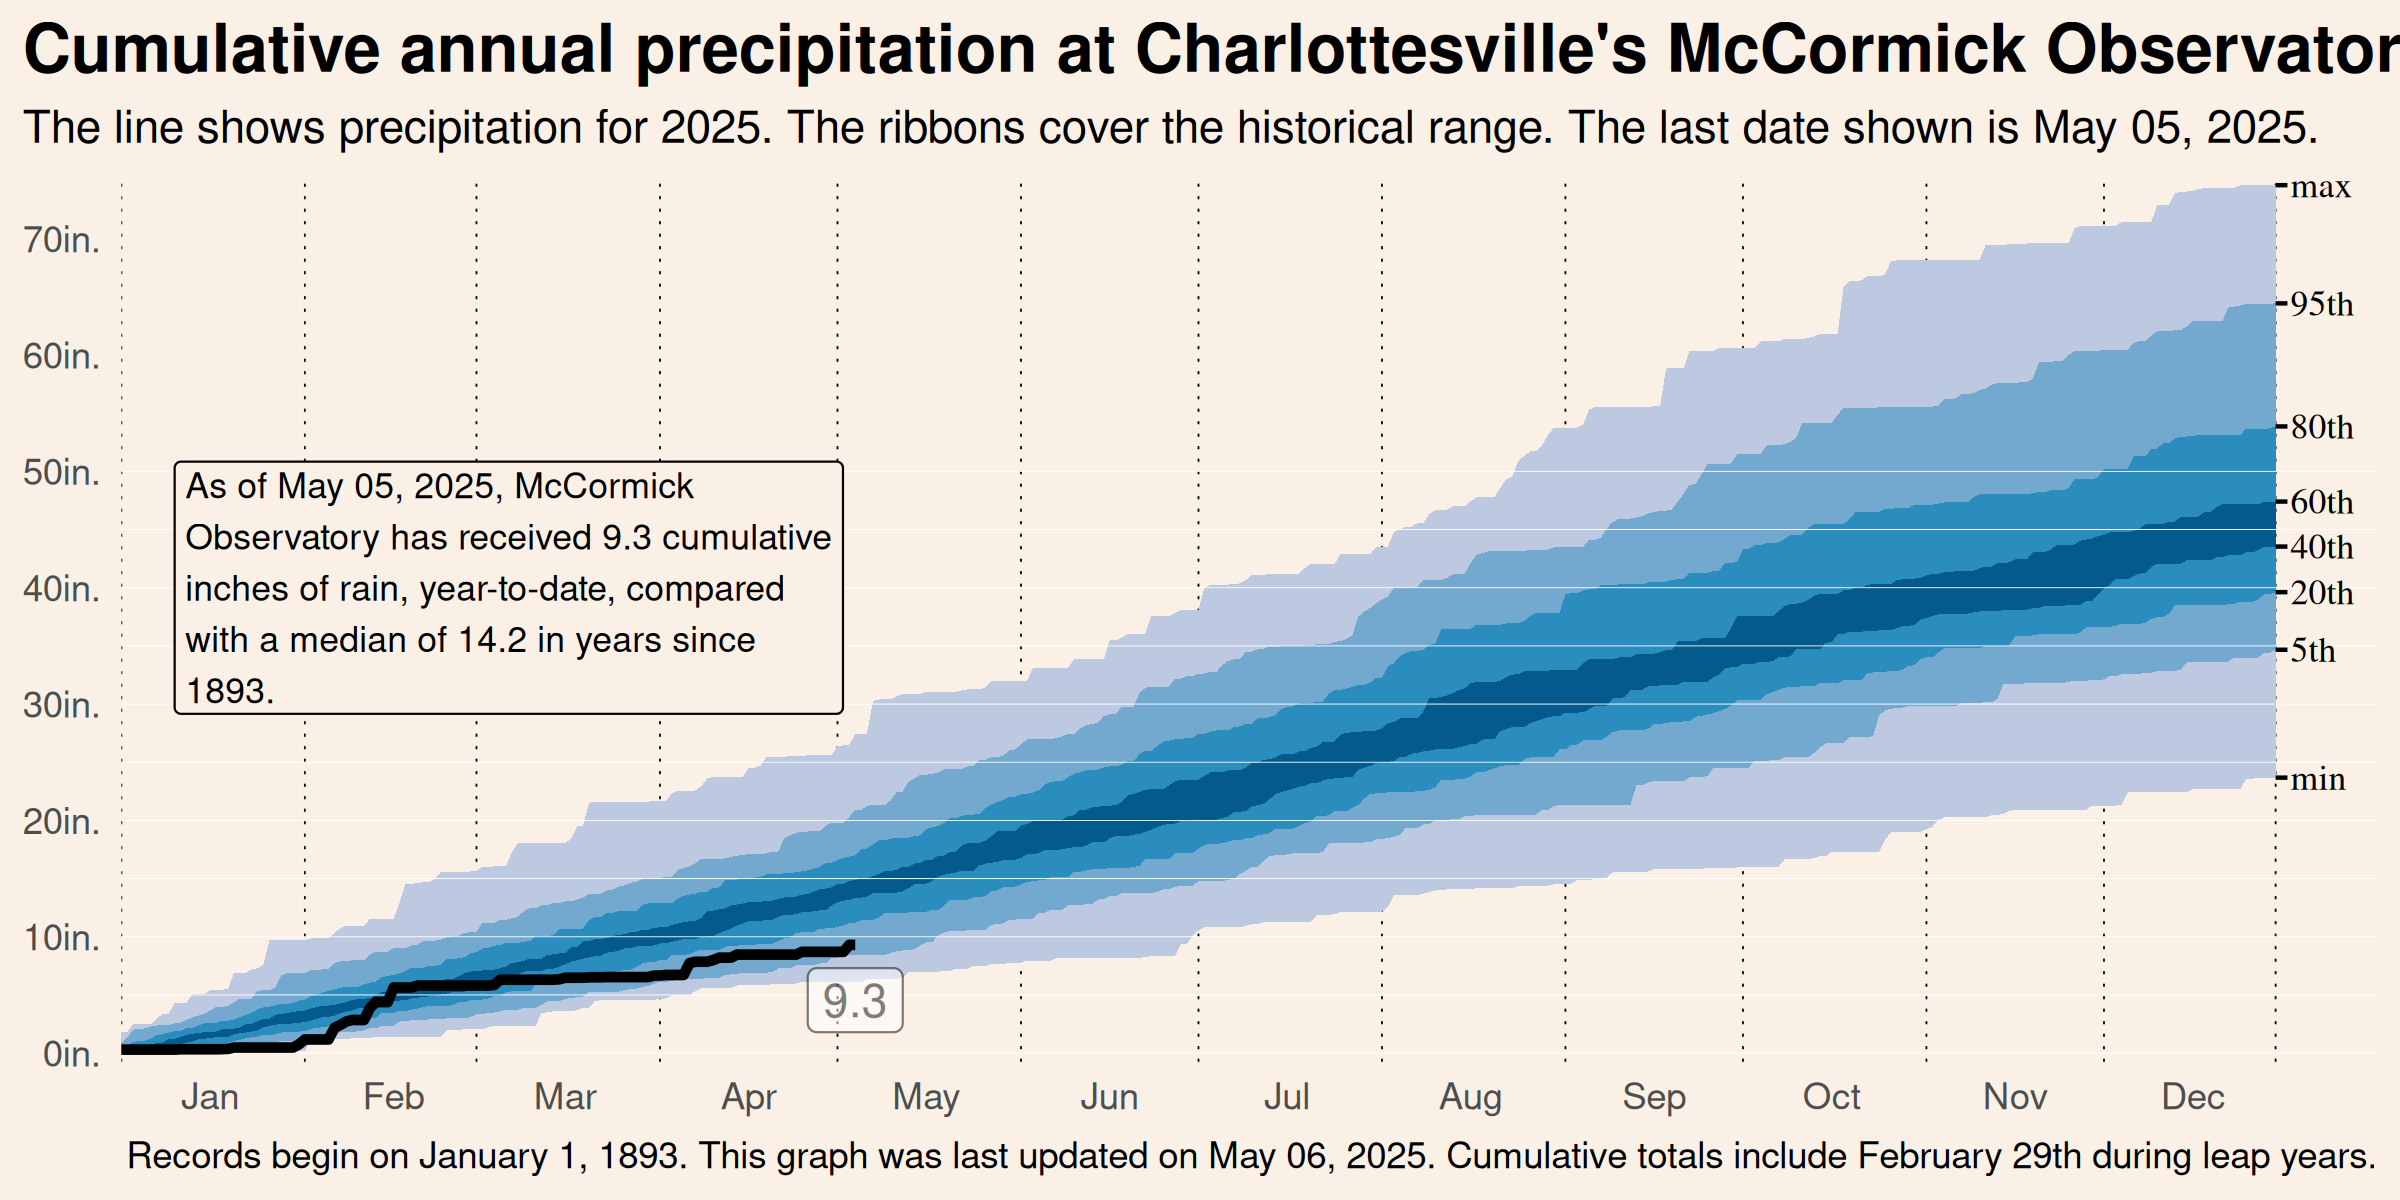 Cumulative annual precipitation at Charlottesville's McCormick Observator
The line shows precipitation for 2025. The ribbons cover the historical range. The last date shown is May 05, 2025.
max
70in.
95th
60in.
80th
50in.
As of May 05, 2025, McCormick
Observatory has received 9.3 cumulative
inches of rain, year-to-date, compared
with a median of 14.2 in years since
1893.
60th
40th
40in.
20th
5th
30in.
min
20in.
10in.
9.3
0in.
Jan Feb Mar Apr May Jun Jul Aug Sep Oct Nov Dec
Records begin on January 1, 1893. This graph was last updated on May 06, 2025. Cumulative totals include February 29th during leap years.